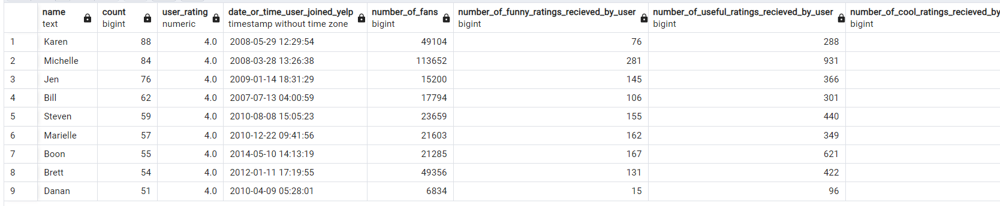 name count user_rating date_or_time_user_joined_yelp number_of_fans number_of_funny_ratings_recieved_by_user number_of_useful_ratings_recieved_by_user number_of_cool_ratings_recieved_by
text bigint numeric timestamp without time zone bigint bigint bigint bigint
1 Karen 88 4.0 2008-05-29 12:29:54 49104 76 288
2 Michelle 84 4.0 2008-03-28 13:26:38 113652 281 931
3 Jen 76 4.0 2009-01-14 18:31:29 15200 145 366
4 Bill 62 4.0 2007-07-13 04:00:59 17794 106 301
5 Steven 59 4.0 2010-08-08 15:05:23 23659 155 440
6 Marielle 57 4.0 2010-12-22 09:41:56 21603 162 349
7 Boon 55 4.0 2014-05-10 14:13:19 21285 167 621
8 Brett 54 4.0 2012-01-11 17:19:55 49356 131 422
9 Danan 51 4.0 2010-04-09 05:28:01 6834 15 96